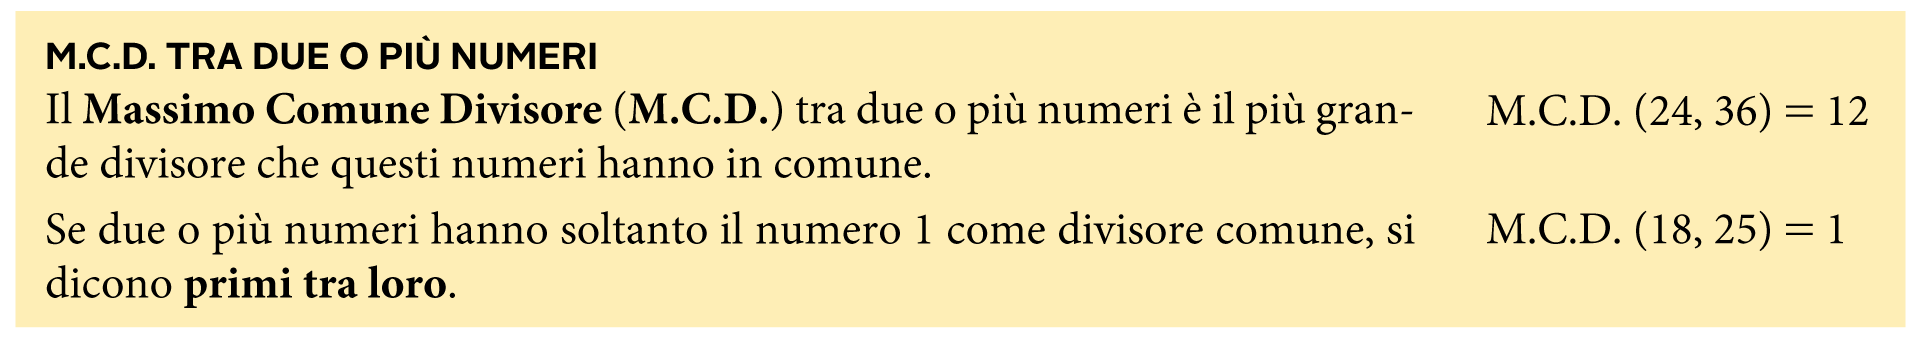 M.C.D. TRA DUE O PIÙ NUMERI
Il Massimo Comune Divisore (M.C.D.) tra due o più numeri è il più gran-
de divisore che questi numeri hanno in comune.
M.C.D. (24, 36) = 12
Se due o più numeri hanno soltanto il numero 1 come divisore comune, si
dicono primi tra loro.
M.C.D. (18, 25) = 1